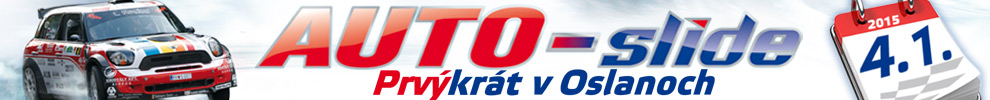 AUTO-slide
Prvýkrát v Oslanoch
2015
4.1.